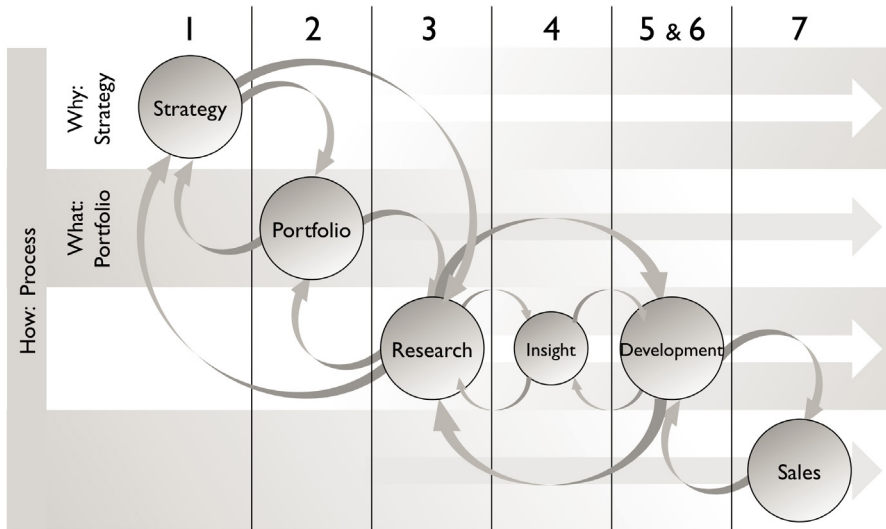 1 2 3 4 5 & 6 7
Why:
Strategy
Strategy
What:
Portfolio
Portfolio
How: Process
Research
Insight
Development
Sales